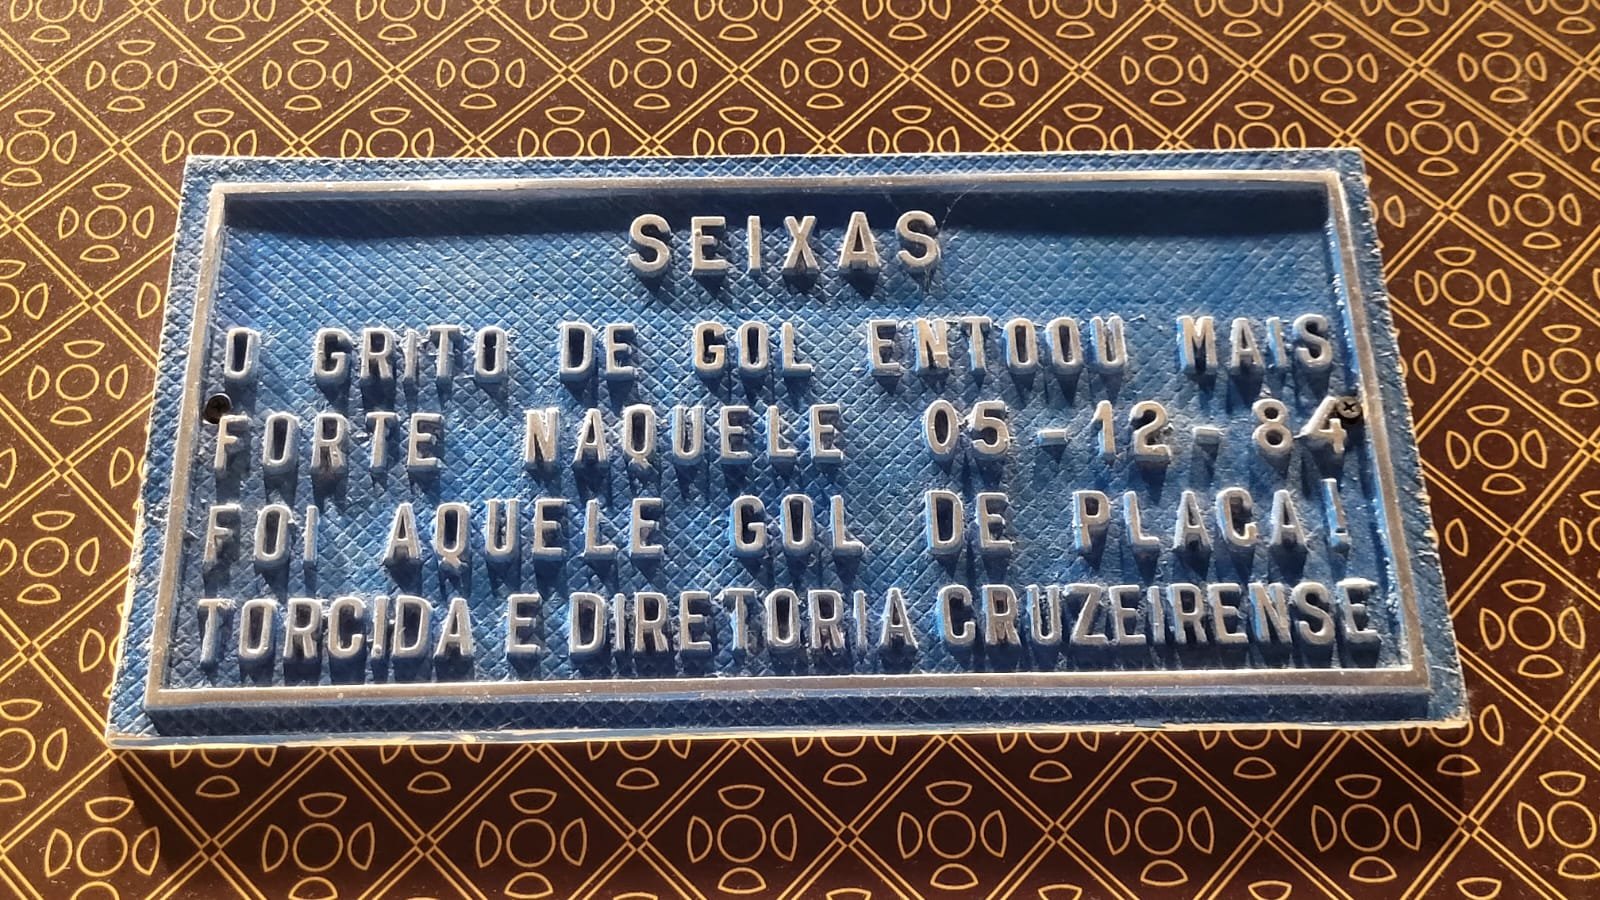 SEIXAS
O GRITO DE GOL ENTOOU MAIS
FORTE NAQUELE 05-12-84
FOI AQUELE GOL DE PLACA!
TORCIDA E DIRETORIA CRUZEIRENSE